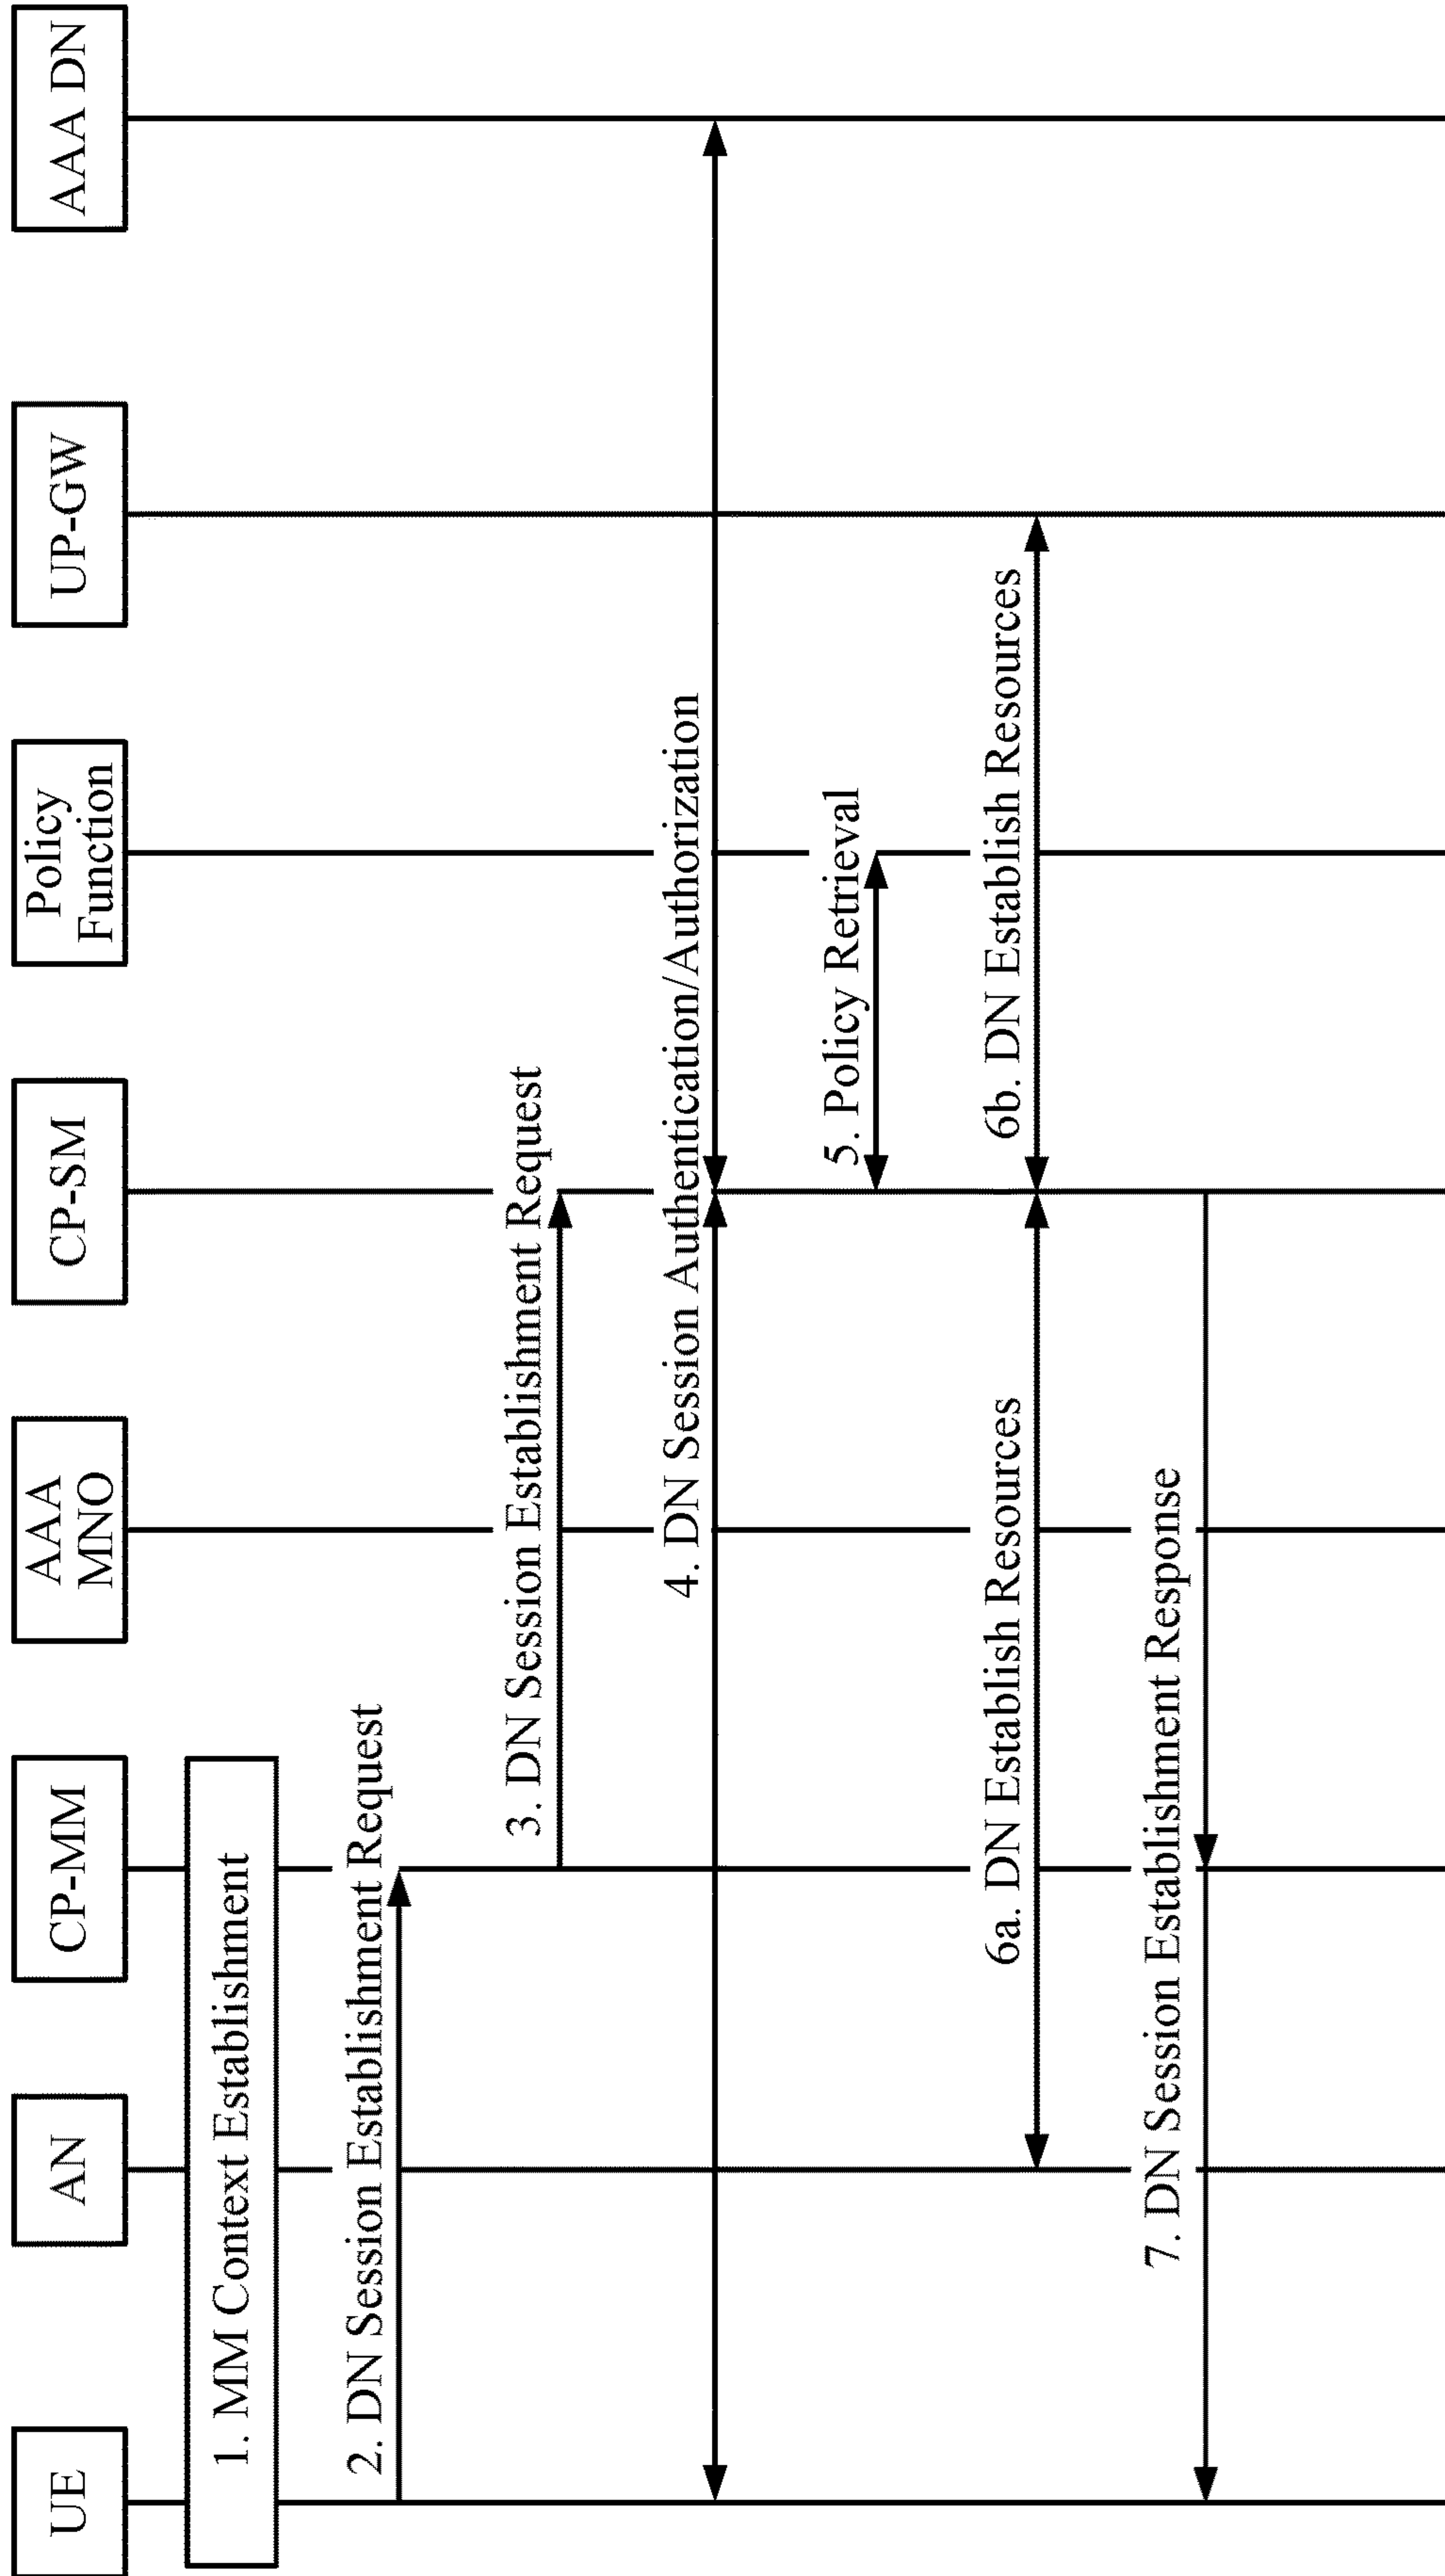 UE
AN
CP-MM
AAA
MNO
CP-SM
Policy
Function
UP-GW
AAA DN
1. MM Context Establishment
2. DN Session Establishment Request
3. DN Session Establishment Request
4. DN Session Authentication/Authorization
5. Policy Retrieval
6a. DN Establish Resources
6b. DN Establish Resources
7. DN Session Establishment Response